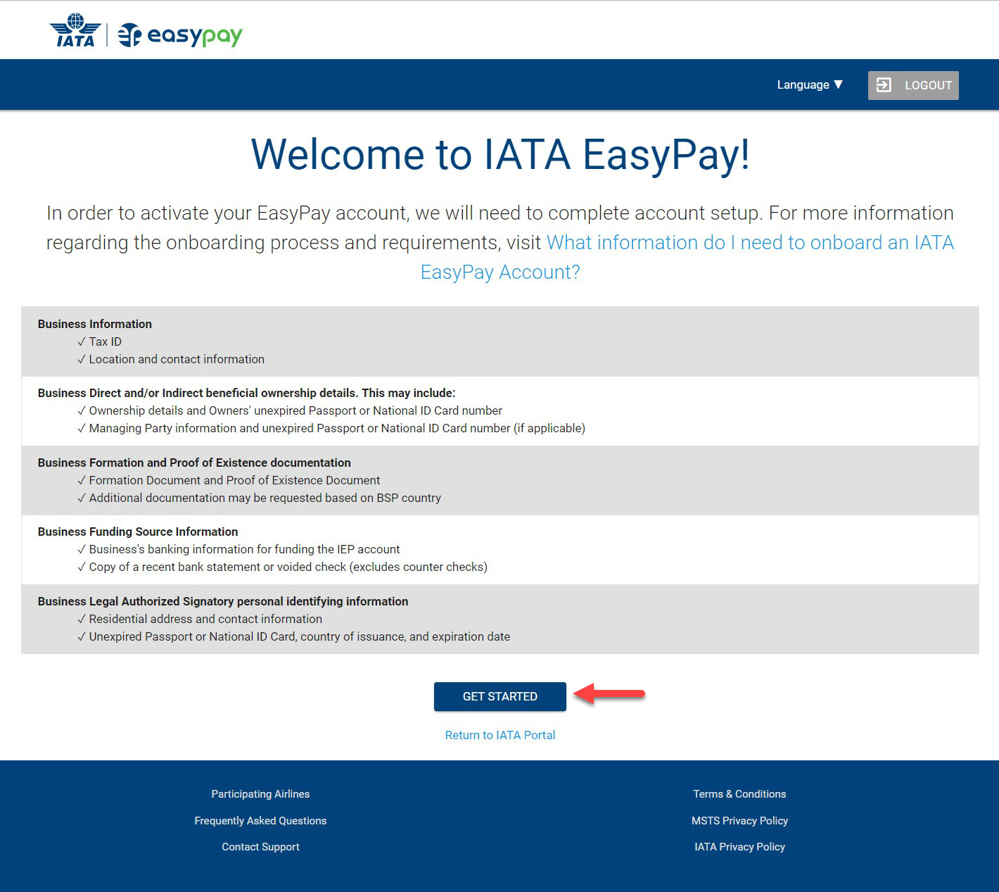 IATA easypay
Language ▼ LOGOUT
Welcome to IATA EasyPay!
In order to activate your EasyPay account, we will need to complete account setup. For more information
regarding the onboarding process and requirements, visit What information do I need to onboard an IATA
EasyPay Account?
Business Information
✓ Tax ID
✓ Location and contact information
Business Direct and/or Indirect beneficial ownership details. This may include:
✓ Ownership details and Owners' unexpired Passport or National ID Card number
✓ Managing Party information and unexpired Passport or National ID Card number (if applicable)
Business Formation and Proof of Existence documentation
✓ Formation Document and Proof of Existence Document
✓ Additional documentation may be requested based on BSP country
Business Funding Source Information
✓ Business's banking information for funding the IEP account
✓ Copy of a recent bank statement or voided check (excludes counter checks)
Business Legal Authorized Signatory personal identifying information
✓ Residential address and contact information
✓ Unexpired Passport or National ID Card, country of issuance, and expiration date
GET STARTED
Return to IATA Portal
Participating Airlines
Frequently Asked Questions
Contact Support
Terms & Conditions
MSTS Privacy Policy
IATA Privacy Policy